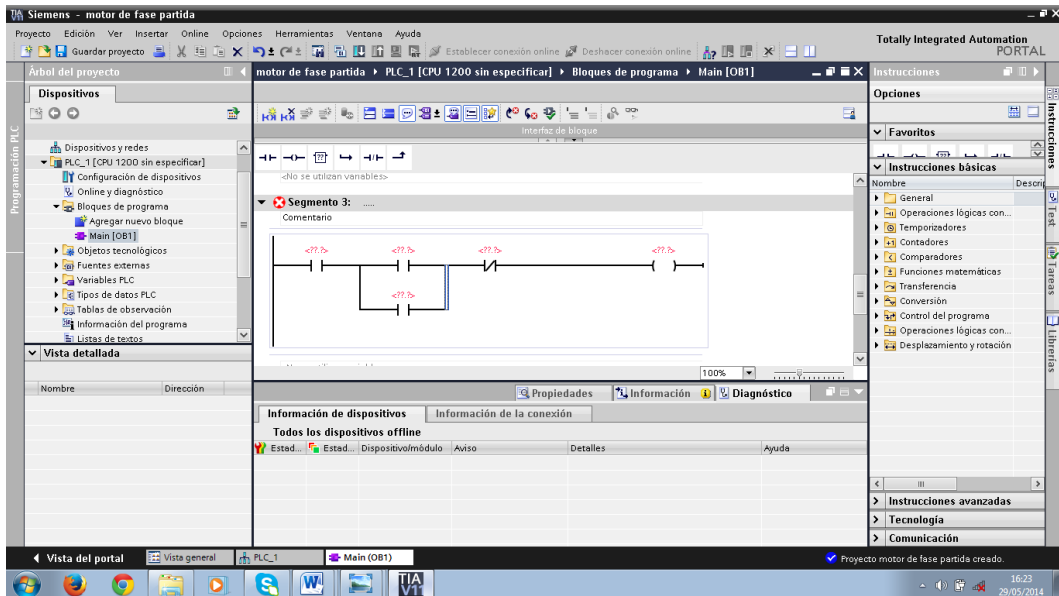 Siemens - motor de fase partida
Proyecto Edición Ver Insertar Online Opciones Herramientas Ventana Ayuda
Guardar proyecto Establecer conexión online Deshacer conexión online
Totally Integrated Automation
PORTAL
Árbol del proyecto
Dispositivos
Programación PLC
Dispositivos y redes
PLC_1 [CPU 1200 sin especificar]
Configuración de dispositivos
Online y diagnóstico
Bloques de programa
Agregar nuevo bloque
Main [OB1]
Objetos tecnológicos
Fuentes externas
Variables PLC
Tipos de datos PLC
Tablas de observación
Información del programa
Listas de textos
Vista detallada
Nombre Dirección
motor de fase partida PLC_1 [CPU 1200 sin especificar] Bloques de programa Main [OB1]
Interfaz de bloque
??
<No se utilizan variables>
Segmento 3: .....
Comentario
<??.?> <??.?> <??.?> <??.?>
<??.?>
100%
Propiedades Información Diagnóstico
Información de dispositivos Información de la conexión
Todos los dispositivos offline
Estad... Estad... Dispositivo/módulo Aviso Detalles Ayuda
Instrucciones
Opciones
Favoritos
Instrucciones básicas
Nombre Descrip
General
Operaciones lógicas con...
Temporizadores
Contadores
Comparadores
Funciones matemáticas
Transferencia
Conversión
Control del programa
Operaciones lógicas con...
Desplazamiento y rotación
Instrucciones avanzadas
Tecnología
Comunicación
Instrucciones
Test
Tareas
Librerías
Vista del portal Vista general PLC_1 Main (OB1)
Proyecto motor de fase partida creado.
TIA
V11
16:23
29/05/2014